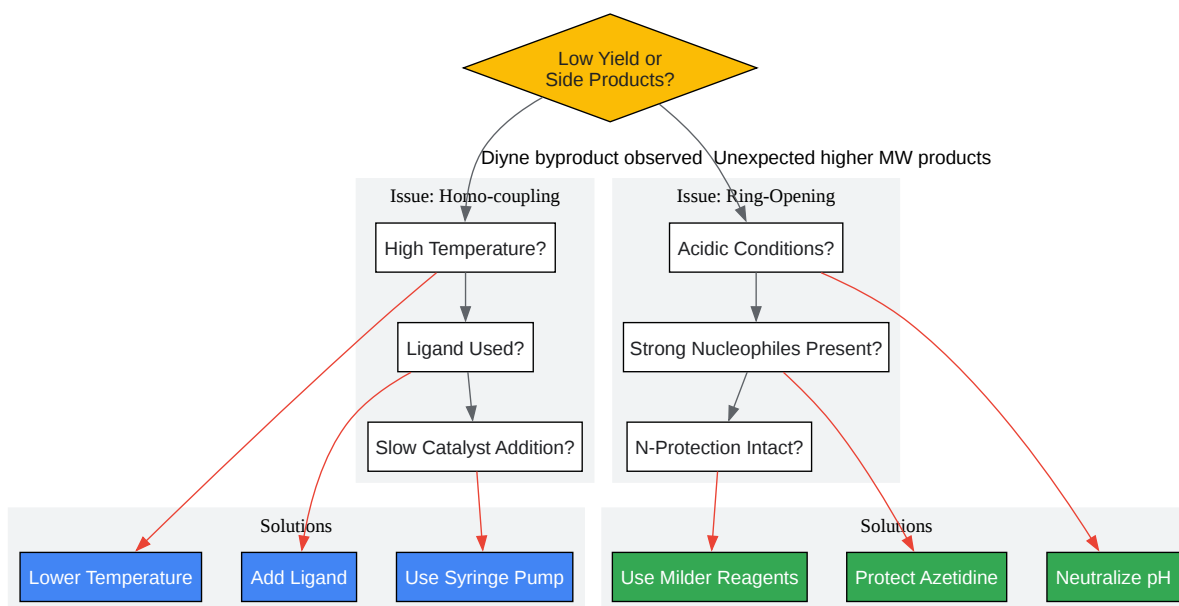 Low Yield or
Side Products?
Diyne byproduct observed
Unexpected higher MW products
Issue: Homo-coupling
Issue: Ring-Opening
High Temperature?
Acidic Conditions?
Ligand Used?
Strong Nucleophiles Present?
Slow Catalyst Addition?
N-Protection Intact?
Solutions
Solutions
Lower Temperature
Add Ligand
Use Syringe Pump
Use Milder Reagents
Protect Azetidine
Neutralize pH